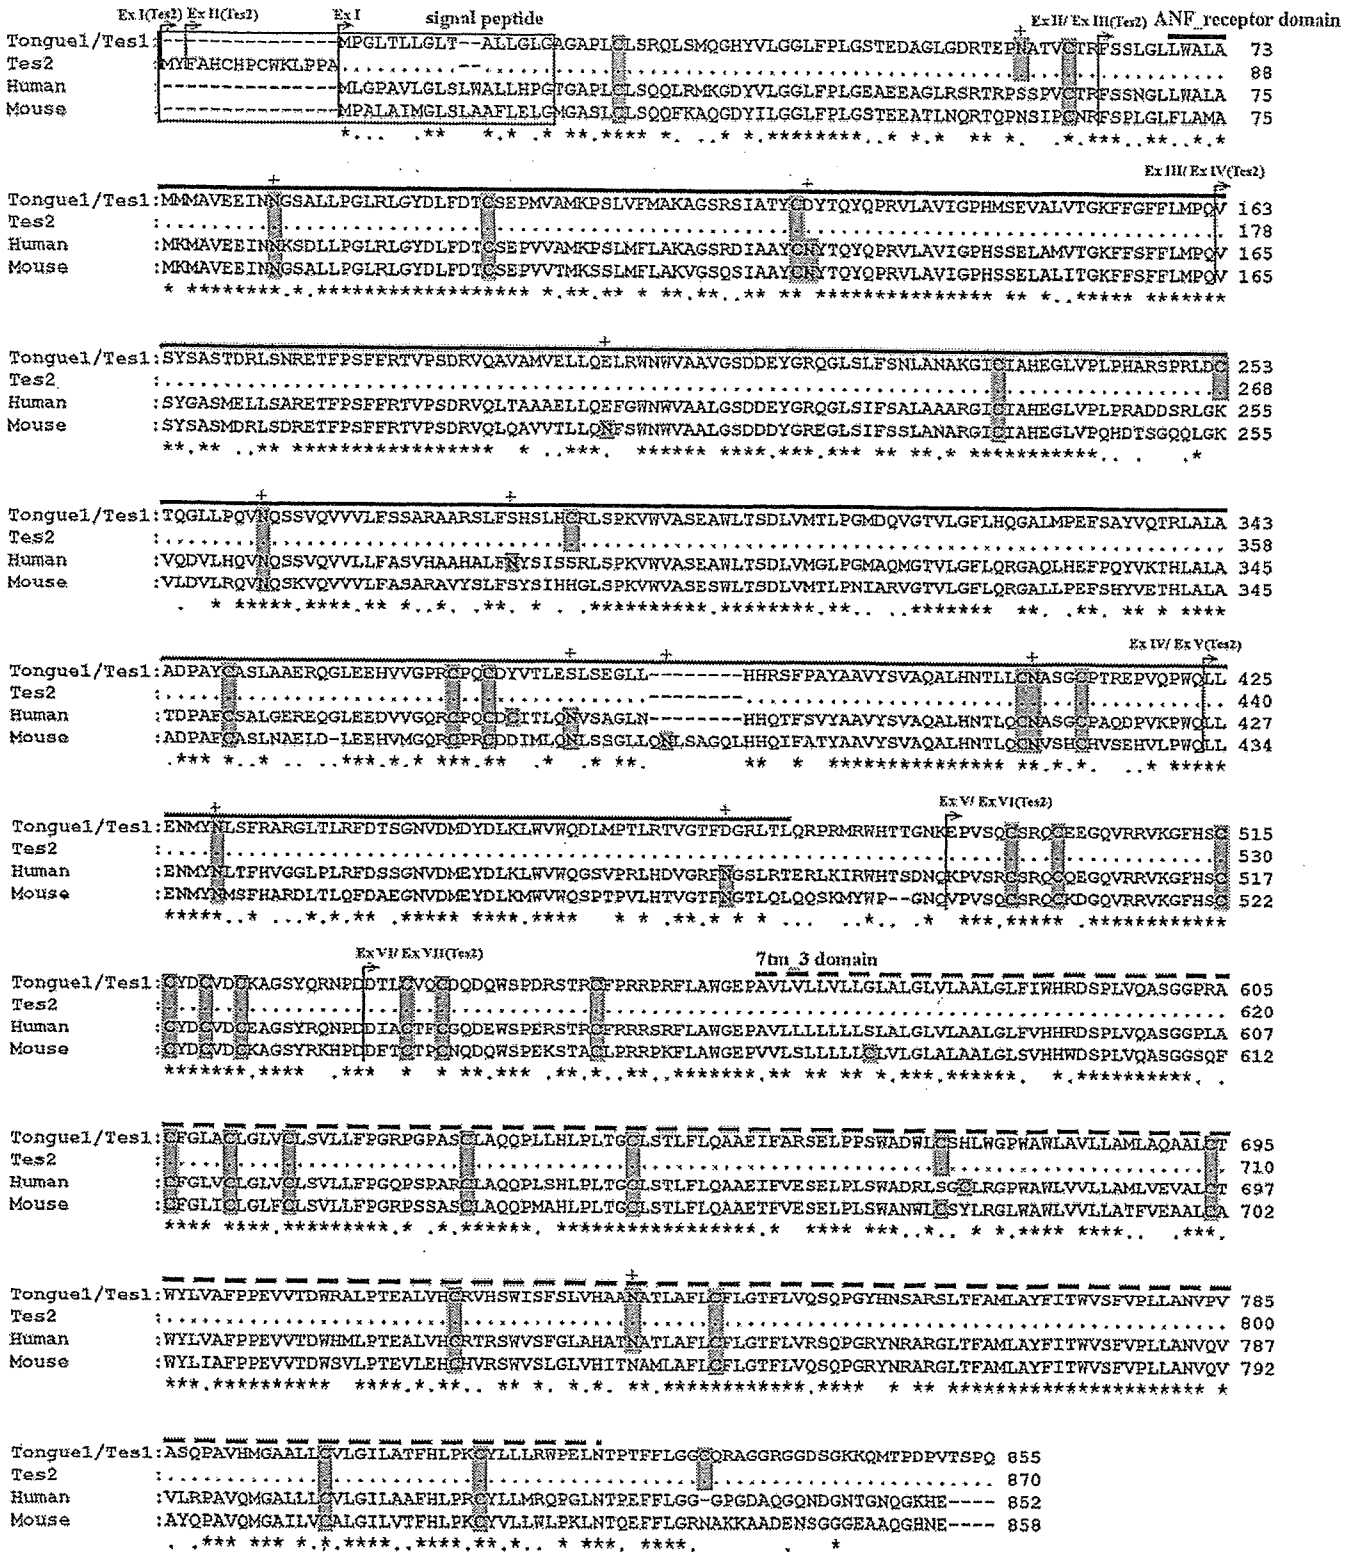 Ex I(Tes2) Ex II(Tes2) Ex I signal peptide Ex II/ Ex III(Tes2) ANF_receptor domain
Tongue1/Tes1:---------------MPGLTLLGLT--ALLGLGAGAPLCLSRQLSMQGHYVLGGLFPLGSTEDAGLGDRTEPNATVCTRFSSLGLLWALA 73
Tes2 MYFAHCHPCWKLPPA..........--............................................................... 88
Human :---------------MLGPAVLGLSLWALLHPGTGAPLCLSQQLRMKGDYVLGGLFPLGEAEEAGLRSRTRPSSPVCTRFSSNGLLWALA 75
Mouse :---------------MPALAIMGLSLAAFLELGMGASLCLSQQFKAQGDYILGGLFPLGSTEEATLNQRTQPNSIPCNRFSPLGLFLAMA 75
Ex III/ Ex IV(Tes2)
Tongue1/Tes1:MMMAVEEINNGSALLPGLRLGYDLFDTCSEPMVAMKPSLVFMAKAGSRSIATYCDYTQYQPRVLAVIGPHMSEVALVTGKFFGFFLMPQV 163
Tes2 :.......................................................................................... 178
Human :MKMAVEEINNKSDLLPGLRLGYDLFDTCSEPVVAMKPSLMFLAKAGSRDIAAYCNYTQYQPRVLAVIGPHSSELAMVTGKFFSFFLMPQV 165
Mouse :MKMAVEEINNGSALLPGLRLGYDLFDTCSEPVVTMKSSLMFLAKVGSQSIAAYCNYTQYQPRVLAVIGPHSSELALITGKFFSFFLMPQV 165
Tongue1/Tes1:SYSASTDRLSNRETFPSFFRTVPSDRVQAVAMVELLQELRWNWVAAVGSDDEYGRQGLSLFSNLANAKGICIAHEGLVPLPHARSPRLDC 253
Tes2 :.......................................................................................... 268
Human :SYGASMELLSARETFPSFFRTVPSDRVQLTAAAELLQEFGWNWVAALGSDDEYGRQGLSIFSALAAARGICIAHEGLVPLPRADDSRLGK 255
Mouse :SYSASMDRLSDRETFPSFFRTVPSDRVQLQAVVTLLQNFSWNWVAALGSDDDYGREGLSIFSSLANARGICIAHEGLVPQHDTSGQQLGK 255
Tongue1/Tes1:TQGLLPQVNQSSVQVVVLFSSARAARSLFSHSLHCRLSPKVWVASEAWLTSDLVMTLPGMDQVGTVLGFLHQGALMPEFSAYVQTRLALA 343
Tes2 :.......................................................................................... 358
Human :VQDVLHQVNQSSVQVVLLFASVHAAHALFNYSISSRLSPKVWVASEAWLTSDLVMGLPGMAQMGTVLGFLQRGAQLHEFPQYVKTHLALA 345
Mouse :VLDVLRQVNQSKVQVVVLFASARAVYSLFSYSIHHGLSPKVWVASESWLTSDLVMTLPNIARVGTVLGFLQRGALLPEFSHYVETHLALA 345
Ex IV/ Ex V(Tes2)
Tongue1/Tes1:ADPAYCASLAAERQGLEEHVVGPRCPQCDYVTLESLSEGLL--------HHRSFPAYAAVYSVAQALHNTLLCNASGCPTREPVQPWQLL 425
Tes2 :.........................................--------......................................... 440
Human :TDPAFCSALGEREQGLEEDVVGQRCPQCDCITLQNVSAGLN--------HHQTFSVYAAVYSVAQALHNTLQCNASGCPAQDPVKPWQLL 427
Mouse :ADPAFCASLNAELD-LEEHVMGQRCPRCDDIMLQNLSSGLLQNLSAGQLHHQIFATYAAVYSVAQALHNTLQCNVSHCHVSEHVLPWQLL 434
Ex V/ Ex VI(Tes2)
Tongue1/Tes1:ENMYNLSFRARGLTLRFDTSGNVDMDYDLKLWVWQDLMPTLRTVGTFDGRLTLQRPRMRWHTTGNKEPVSQCSRQCEEGQVRRVKGFHSC 515
Tes2 :.......................................................................................... 530
Human :ENMYNLTFHVGGLPLRFDSSGNVDMEYDLKLWVWQGSVPRLHDVGRFNGSLRTERLKIRWHTSDNQKPVSRCSRQCQEGQVRRVKGFHSC 517
Mouse :ENMYNMSFHARDLTLQFDAEGNVDMEYDLKMWVWQSPTPVLHTVGTFNGTLQLQQSKMYWP--GNQVPVSQCSRQCKDGQVRRVKGFHSC 522
Ex VI/ Ex VII(Tes2) 7tm_3 domain
Tongue1/Tes1:CYDCVDCKAGSYQRNPDDTLCVQCDQDQWSPDRSTRCFPRRPRFLAWGEPAVLVLLVLLGLALGLVLAALGLFIWHRDSPLVQASGGPRA 605
Tes2 :.......................................................................................... 620
Human :CYDCVDCEAGSYRQNPDDIACTFCGQDEWSPERSTRCFRRRSRFLAWGEPAVLLLLLLLSLALGLVLAALGLFVHHRDSPLVQASGGPLA 607
Mouse :CYDCVDCKAGSYRKHPDDFTCTPCNQDQWSPEKSTACLPRRPKFLAWGEPVVLSLLLLLCLVLGLALAALGLSVHHWDSPLVQASGGSQF 612
Tongue1/Tes1:CFGLACLGLVCLSVLLFPGRPGPASCLAQQPLLHLPLTGCLSTLFLQAAEIFARSELPPSWADWLCSHLWGPWAWLAVLLAMLAQAALCT 695
Tes2 :.......................................................................................... 710
Human :CFGLVCLGLVCLSVLLFPGQPSPARCLAQQPLSHLPLTGCLSTLFLQAAEIFVESELPLSWADRLSGCLRGPWAWLVVLLAMLVEVALCT 697
Mouse :CFGLICLGLFCLSVLLFPGRPSSASCLAQQPMAHLPLTGCLSTLFLQAAETFVESELPLSWANWLCSYLRGLWAWLVVLLATFVEAALCA 702
Tongue1/Tes1:WYLVAFPPEVVTDWRALPTEALVHCRVHSWISFSLVHAANATLAFLCFLGTFLVQSQPGYHNSARSLTFAMLAYFITWVSFVPLLANVPV 785
Tes2 :.......................................................................................... 800
Human :WYLVAFPPEVVTDWHMLPTEALVHCRTRSWVSFGLAHATNATLAFLCFLGTFLVRSQPGRYNRARGLTFAMLAYFITWVSFVPLLANVQV 787
Mouse :WYLIAFPPEVVTDWSVLPTEVLEHCHVRSWVSLGLVHITNAMLAFLCFLGTFLVQSQPGRYNRARGLTFAMLAYFITWVSFVPLLANVQV 792
Tongue1/Tes1:ASQPAVHMGAALLCVLGILATFHLPKCYLLLRWPELNTPTFFLGGCQRAGGRGGDSGKKQMTPDPVTSPQ 855
Tes2 :...................................................................... 870
Human :VLRPAVQMGALLLCVLGILAAFHLPRCYLLMRQPGLNTPEFFLGG-GPGDAQGQNDGNTGNQGKHE---- 852
Mouse :AYQPAVQMGAILVCALGILVTFHLPKCYVLLWLPKLNTQEFFLGRNAKKAADENSGGGEAAQGHNE---- 858